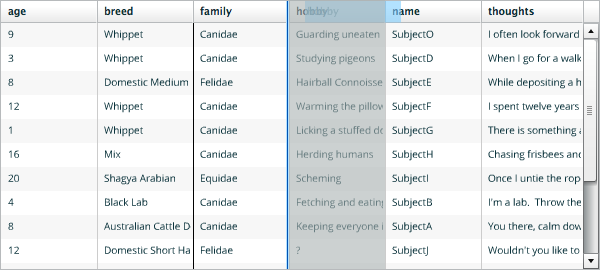 age breed family hobby name thoughts
9 Whippet Canidae Guarding uneaten SubjectO I often look forward
3 Whippet Canidae Studying pigeons SubjectD When I go for a walk
8 Domestic Medium Felidae Hairball Connoisse SubjectE While depositing a h
12 Whippet Canidae Warming the pillow SubjectF I spent twelve years
1 Whippet Canidae Licking a stuffed do SubjectG There is something a
16 Mix Canidae Herding humans SubjectH Chasing frisbees and
20 Shagya Arabian Equidae Scheming SubjectI Once I untie the rop
4 Black Lab Canidae Fetching and eating SubjectB I'm a lab. Throw the
8 Australian Cattle D Canidae Keeping everyone i SubjectA You there, calm dow
12 Domestic Short Ha Felidae ? SubjectJ Wouldn't you like to